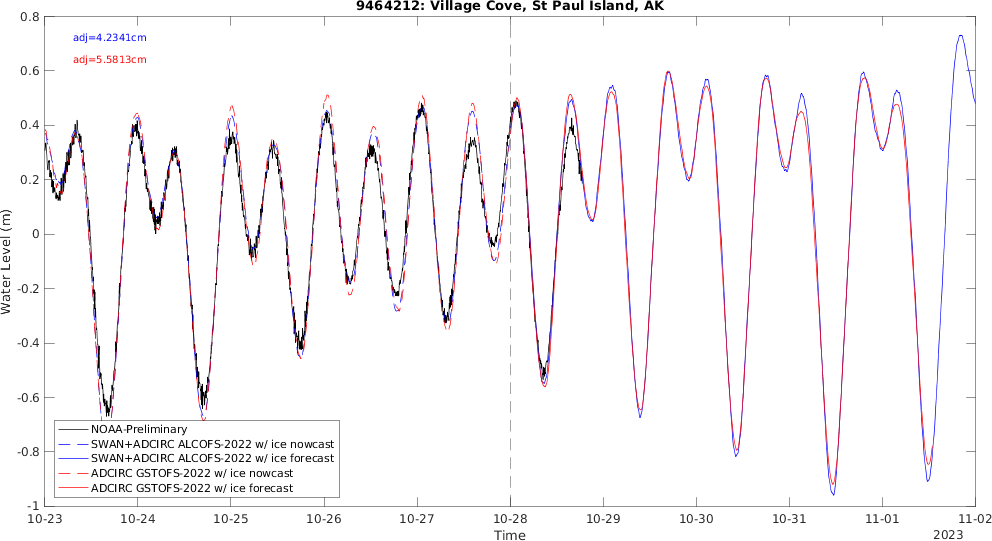 9464212: Village Cove, St Paul Island, AK
adj=4.2341cm
adj=5.5813cm
Water Level (m)
0.8
0.6
0.4
0.2
0
-0.2
-0.4
-0.6
-0.8
-1
NOAA-Preliminary
SWAN+ADCIRC ALCOFS-2022 w/ ice nowcast
SWAN+ADCIRC ALCOFS-2022 w/ ice forecast
ADCIRC GSTOFS-2022 w/ ice nowcast
ADCIRC GSTOFS-2022 w/ ice forecast
10-23 10-24 10-25 10-26 10-27 10-28 10-29 10-30 10-31 11-01 11-02
Time
2023